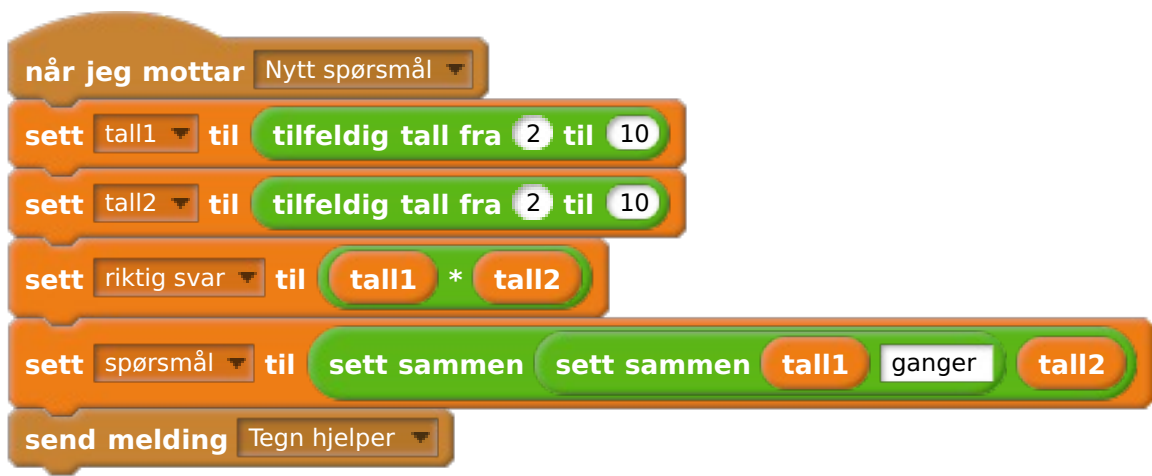 når jeg mottar Nytt spørsmål
sett tall1 til tilfeldig tall fra 2 til 10
sett tall2 til tilfeldig tall fra 2 til 10
sett riktig svar til tall1 * tall2
sett spørsmål til sett sammen sett sammen tall1 ganger tall2
send melding Tegn hjelper